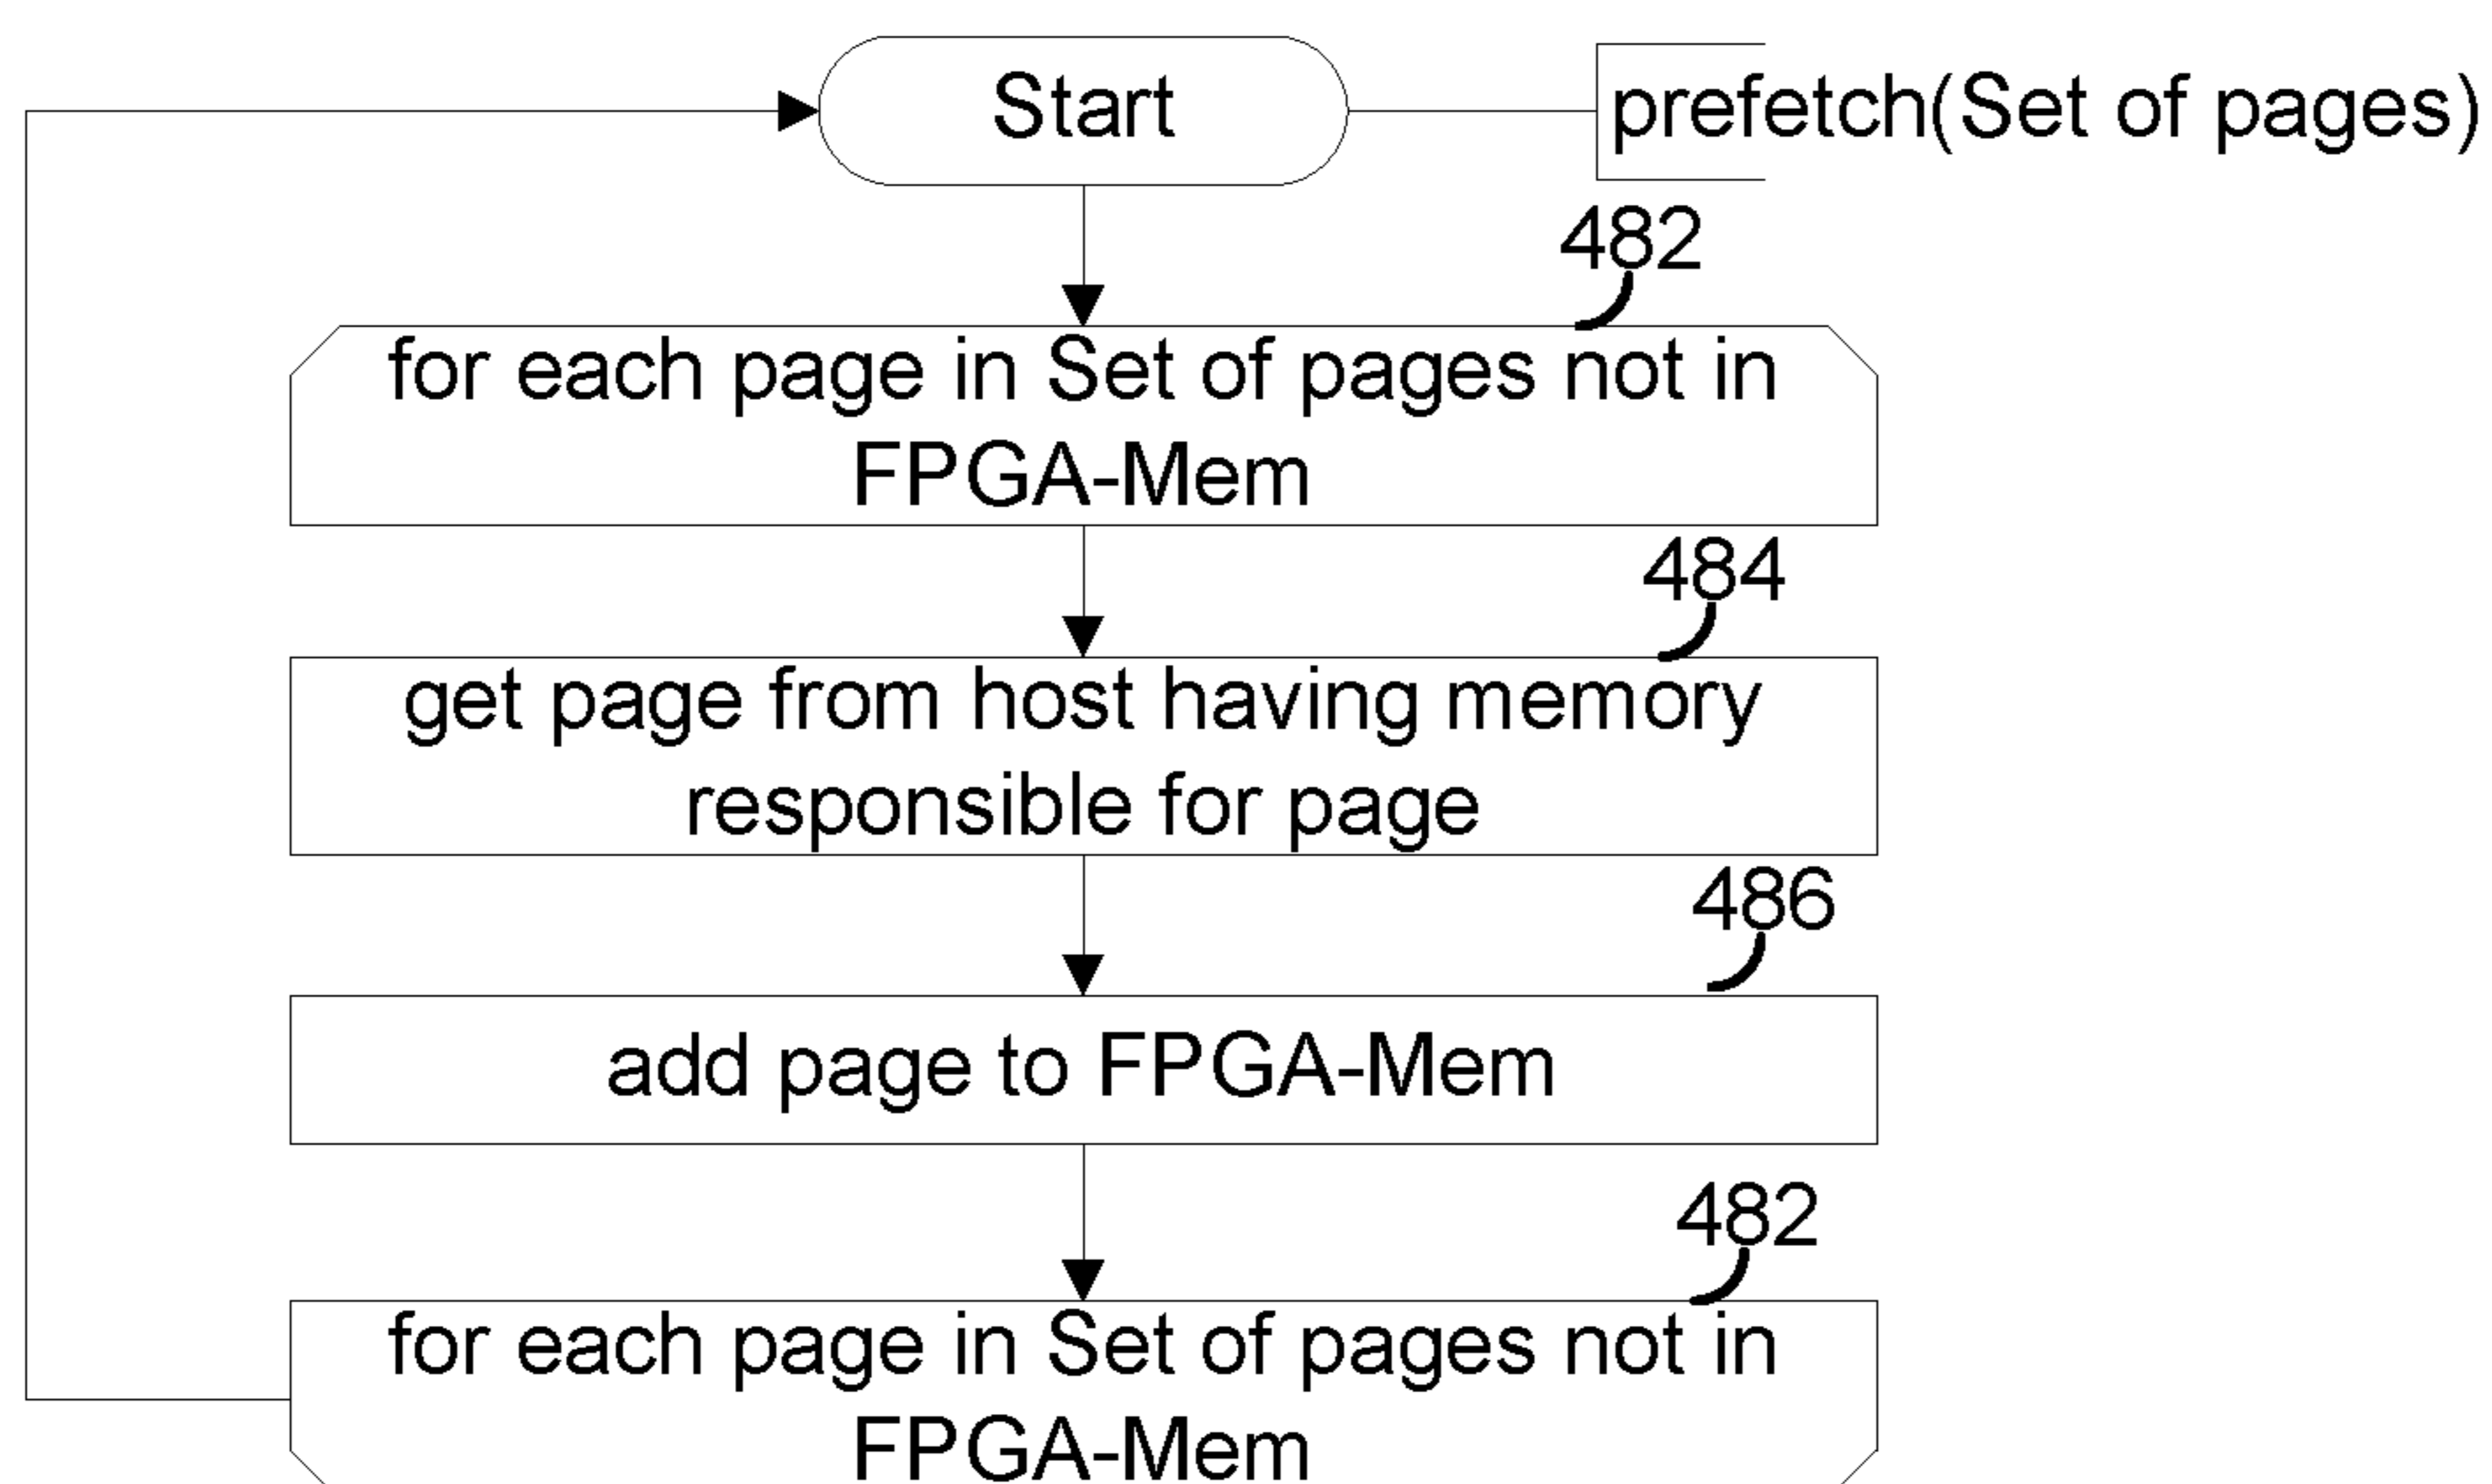 Start
prefetch(Set of pages)
482
for each page in Set of pages not in
FPGA-Mem
484
get page from host having memory
responsible for page
486
add page to FPGA-Mem
482
for each page in Set of pages not in
FPGA-Mem